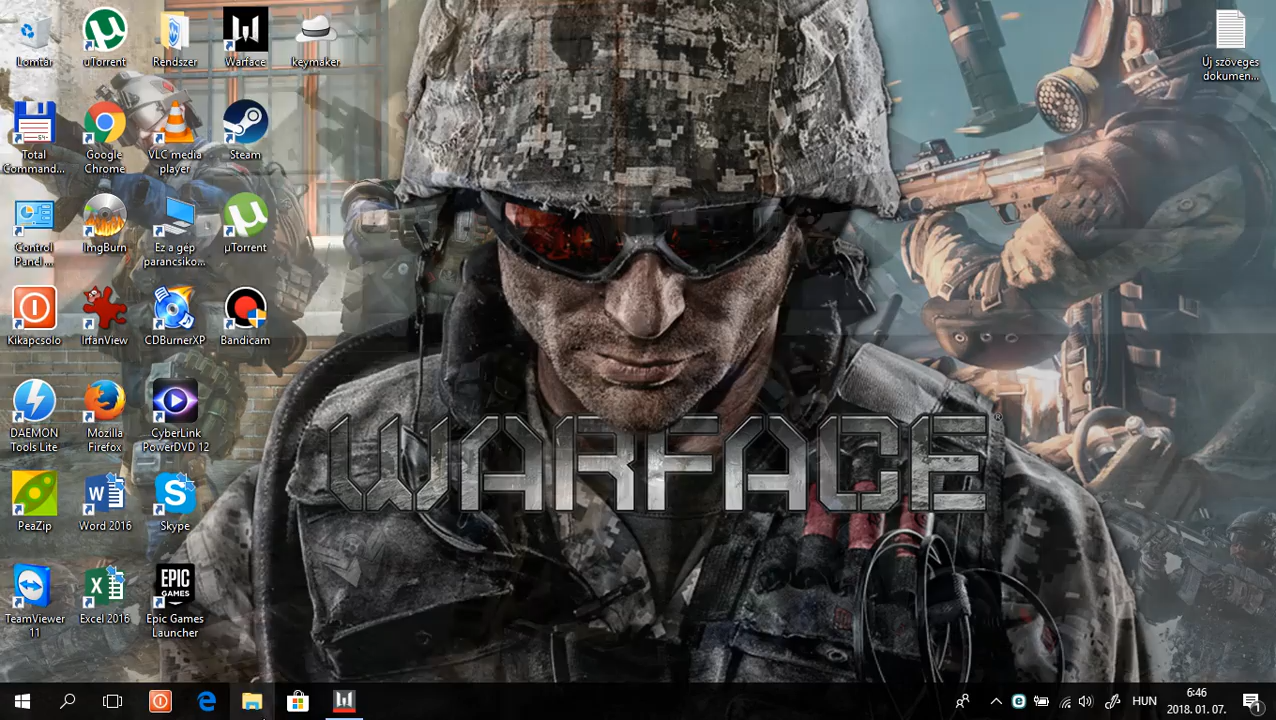 Lomtár
uTorrent
Rendszer
Warface
keymaker
Új szöveges
dokumen...
Total
Command...
64
Google
Chrome
VLC media
player
Steam
Control
Panel ...
ImgBurn
Ez a gép
parancsiko...
µTorrent
Kikapcsolo
IrfanView
CDBurnerXP
Bandicam
DAEMON
Tools Lite
Mozilla
Firefox
CyberLink
PowerDVD 12
WARFACE®
PeaZip
Word 2016
Skype
EPIC
GAMES
TeamViewer
11
Excel 2016
Epic Games
Launcher
HUN
6:46
2018. 01. 07.
1